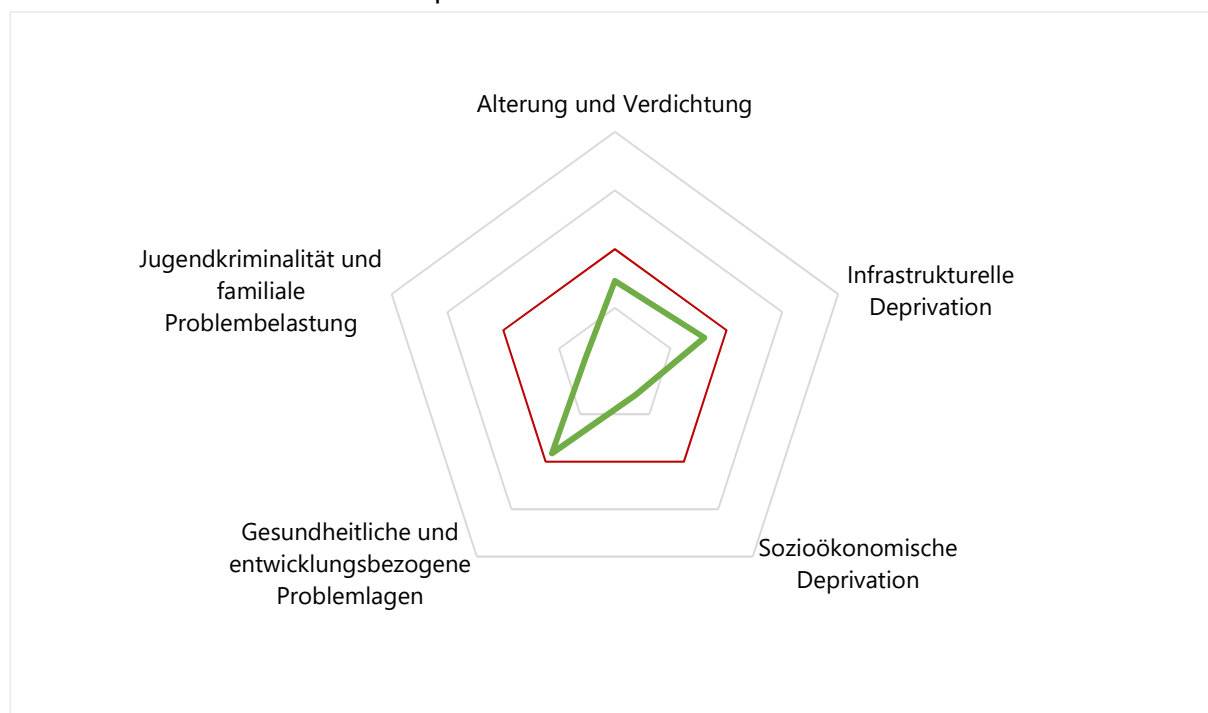 Alterung und Verdichtung
Jugendkriminalität und
familiale
Problembelastung
Infrastrukturelle
Deprivation
Gesundheitliche und
entwicklungsbezogene
Problemlagen
Sozioökonomische
Deprivation